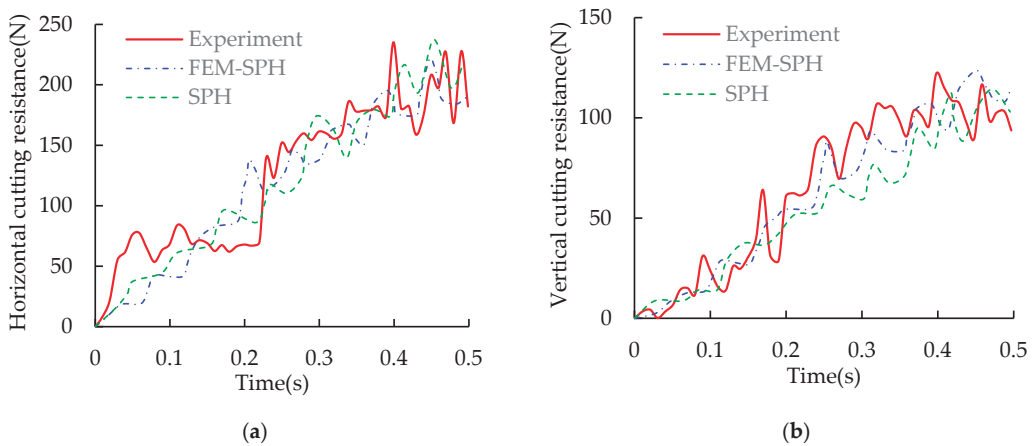 Horizontal cutting resistance(N)
250
200
150
100
50
0
Experiment
FEM-SPH
SPH
0 0.1 0.2 0.3 0.4 0.5
Time(s)
(a)
Vertical cutting resistance(N)
150
100
50
0
Experiment
FEM-SPH
SPH
0 0.1 0.2 0.3 0.4 0.5
Time(s)
(b)